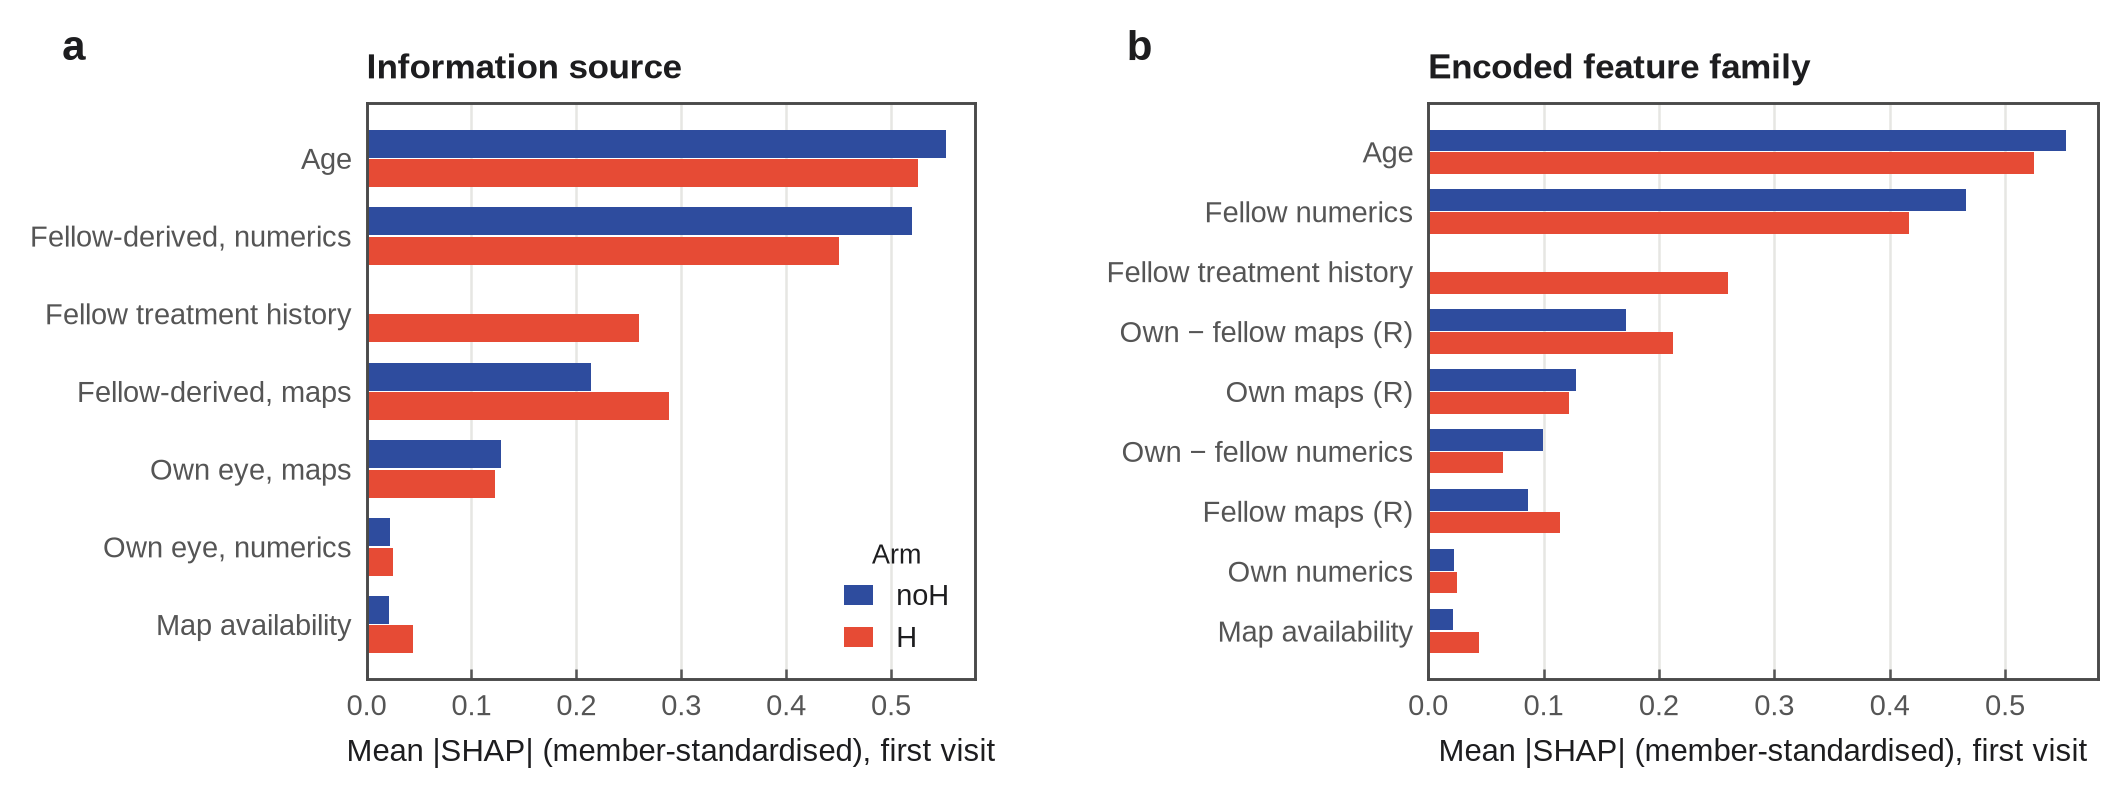 a
Information source
Age
Fellow-derived, numerics
Fellow treatment history
Fellow-derived, maps
Own eye, maps
Own eye, numerics
Map availability
Arm
noH
H
0.0 0.1 0.2 0.3 0.4 0.5
Mean |SHAP| (member-standardised), first visit
b
Encoded feature family
Age
Fellow numerics
Fellow treatment history
Own − fellow maps (R)
Own maps (R)
Own − fellow numerics
Fellow maps (R)
Own numerics
Map availability
0.0 0.1 0.2 0.3 0.4 0.5
Mean |SHAP| (member-standardised), first visit